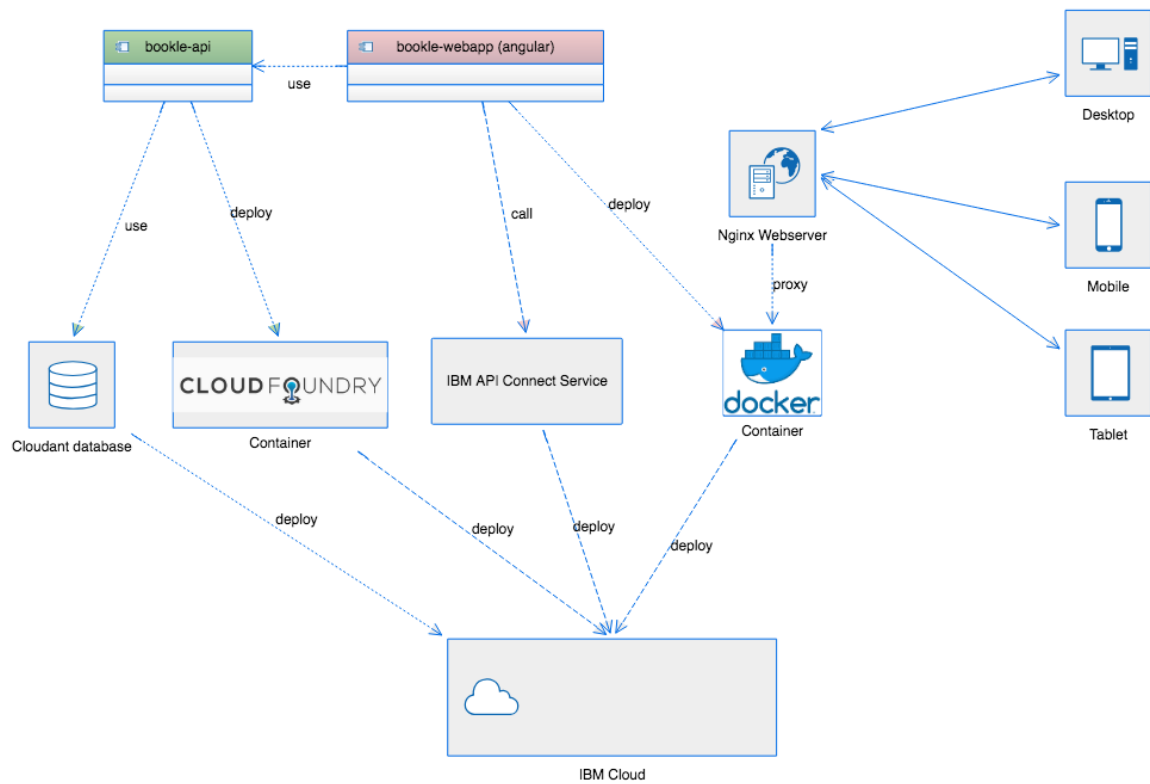 bookle-api
bookle-webapp (angular)
use
Desktop
Nginx Webserver
use
deploy
call
deploy
proxy
Mobile
CLOUD FOUNDRY
IBM API Connect Service
docker
Cloudant database
Container
Container
Tablet
deploy
deploy
deploy
deploy
IBM Cloud